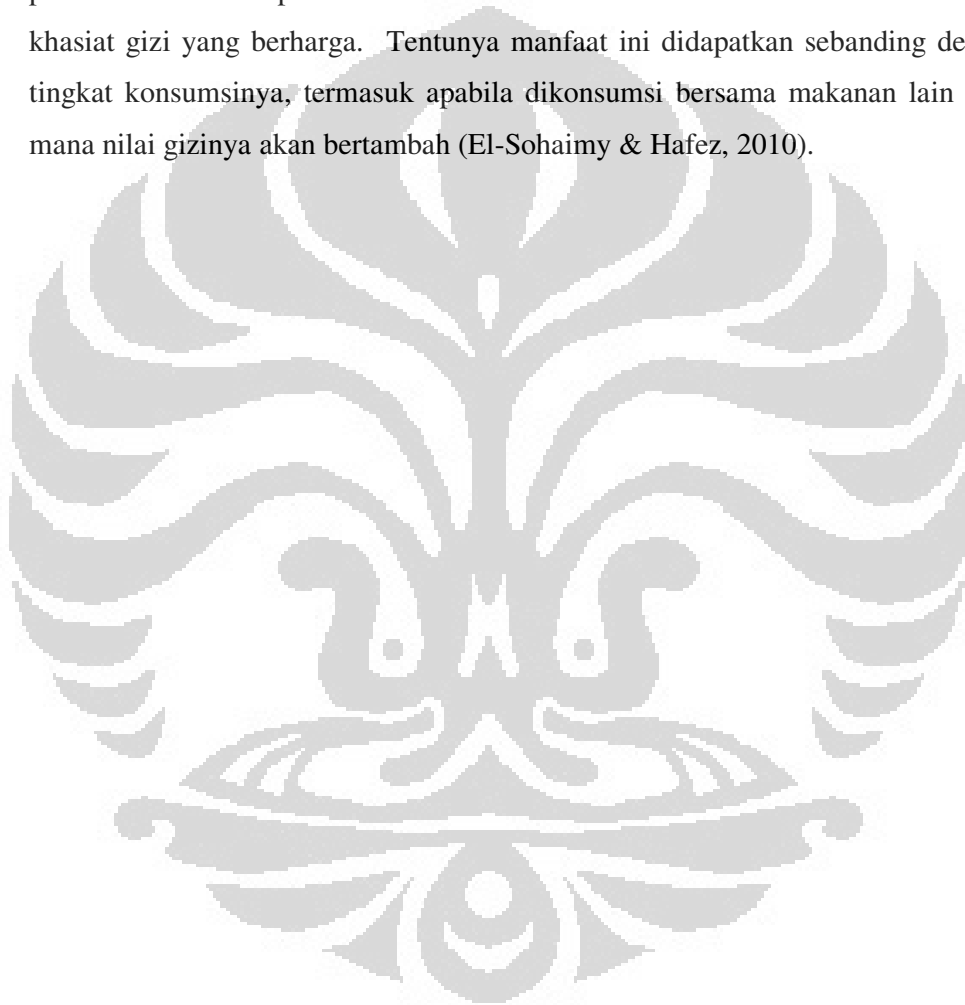 khasiat gizi yang berharga. Tentunya manfaat ini didapatkan sebanding de
tingkat konsumsinya, termasuk apabila dikonsumsi bersama makanan lain
mana nilai gizinya akan bertambah (El-Sohaimy & Hafez, 2010).